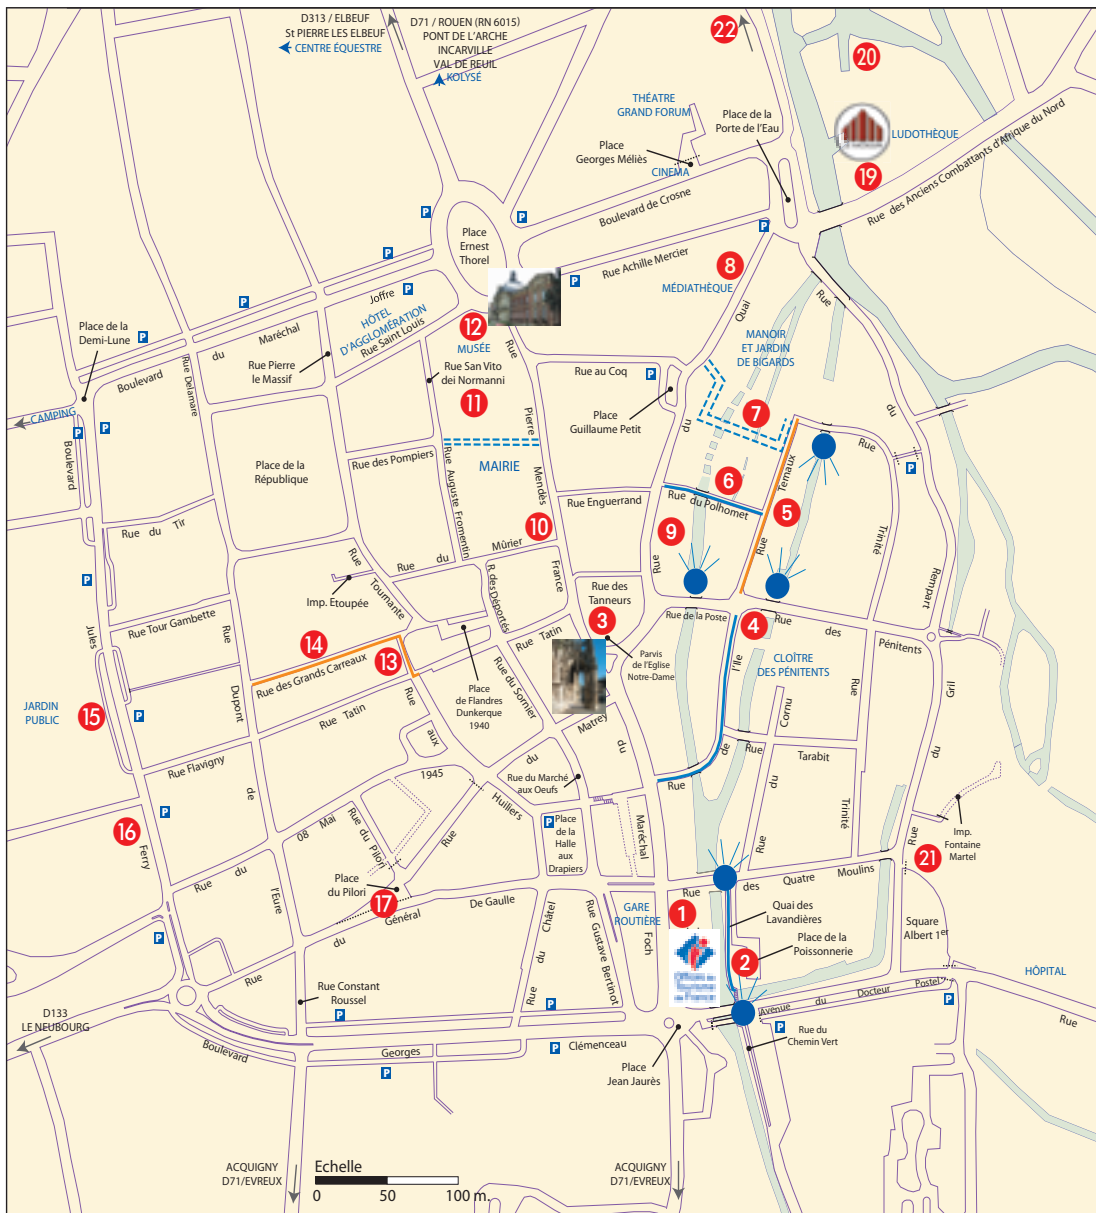 D313 / ELBEUF
St PIERRE LES ELBEUF
CENTRE ÉQUESTRE
D71 / ROUEN (RN 6015)
PONT DE L'ARCHE
INCARVILLE
VAL DE REUIL
KOLYSÉ
22
20
THÉATRE
GRAND FORUM
Place de la
Porte de l'Eau
LUDOTHÈQUE
19
Rue des Anciens Combattants d'Afrique du Nord
Place
Georges Méliès
CINEMA
Boulevard de Crosne
P
P
P
Place
Ernest
Thorel
P
Rue Achille Mercier
8
MÉDIATHÈQUE
P
P
P
P
Joffre
HÔTEL
D'AGGLOMÉRATION
Rue Saint Louis
12
MUSÉE
Rue
Quai
Rue
Place de la
Demi-Lune
P
Maréchal
du
Boulevard
Rue Delamare
Rue Pierre
le Massif
Rue San Vito
dei Normanni
11
Rue au Coq
P
MANOIR
ET JARDIN
DE BIGARDS
CAMPING
P
P
Boulevard
Pierre
Place
Guillaume Petit
du
7
du
Rue
P
Place de la
République
Rue des Pompiers
MAIRIE
Rue Auguste Fromentin
Mendès
Rue Enguerrand
6
Rue du Polhomet
Ternaux
5
Rue
Trinité
Rue du Tir
10
Rue du Mûrier
9
Rue
P
Rue
Tournante
Imp. Etoupée
R. des Déportés
France
Rue des
Tanneurs
Rempart
Jules
Rue Tour Gambette
Rue
3
Rue de la Poste
4
Rue des Pénitents
14
Rue des Grands Carreaux
13
Rue Tatin
Parvis
de l'Eglise
Notre-Dame
l'Ile
CLOÎTRE
DES PÉNITENTS
JARDIN
PUBLIC
15
P
Dupont
Rue Tatin
Rue
aux
Place
de Flandres
Dunkerque
1940
Rue du Sornier
Matrey
du
Rue
Cornu
Gril
Rue Flavigny
de
Rue de
Rue
Tarabit
du
du
16
P
Ferry
08 Mai 1945
Rue du Pilori
Huiliers
Rue
du
Rue du Marché
aux Oeufs
P
Place
de la
Halle
aux
Drapiers
Maréchal
Trinité
Rue
Rue
Imp.
Fontaine
Martel
21
Rue du
l'Eure
Place
du Pilori
17
du Général De Gaulle
Rue des Quatre Moulins
Châtel
du
Rue
Rue Gustave Bertinot
GARE
ROUTIÈRE
Foch
1
Quai des
Lavandières
Place de la
Poissonnerie
2
Square
Albert 1er
P
Rue
Rue Constant
Roussel
P
P
HÔPITAL
Rue
Avenue du Docteur Postel
P
P
D133
LE NEUBOURG
Boulevard Georges Clémenceau
P
P
Place
Jean Jaurès
Rue du
Chemin Vert
ACQUIGNY
D71/EVREUX
Echelle
0 50 100 m.
ACQUIGNY
D71/EVREUX